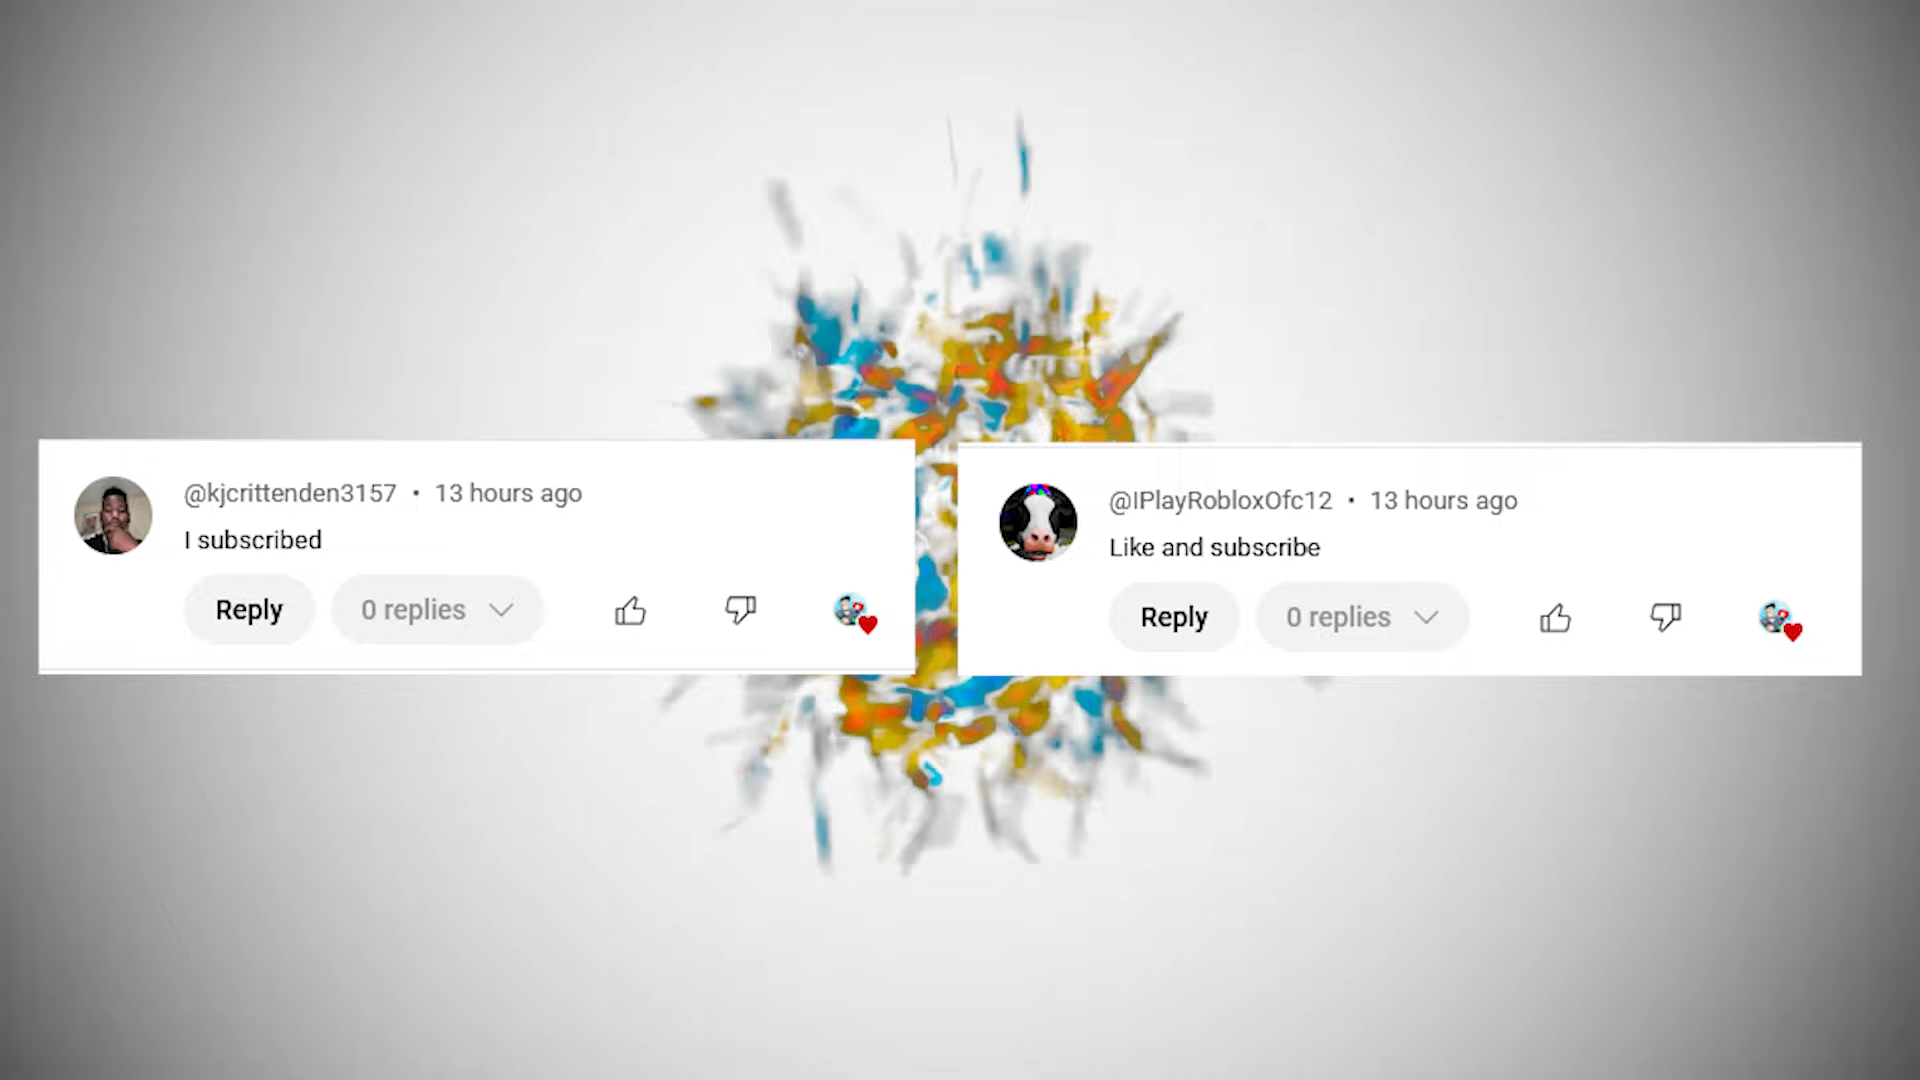 @kjcrittenden3157 • 13 hours ago
I subscribed
Reply
0 replies
@IPlayRobloxOfc12 • 13 hours ago
Like and subscribe
Reply
0 replies